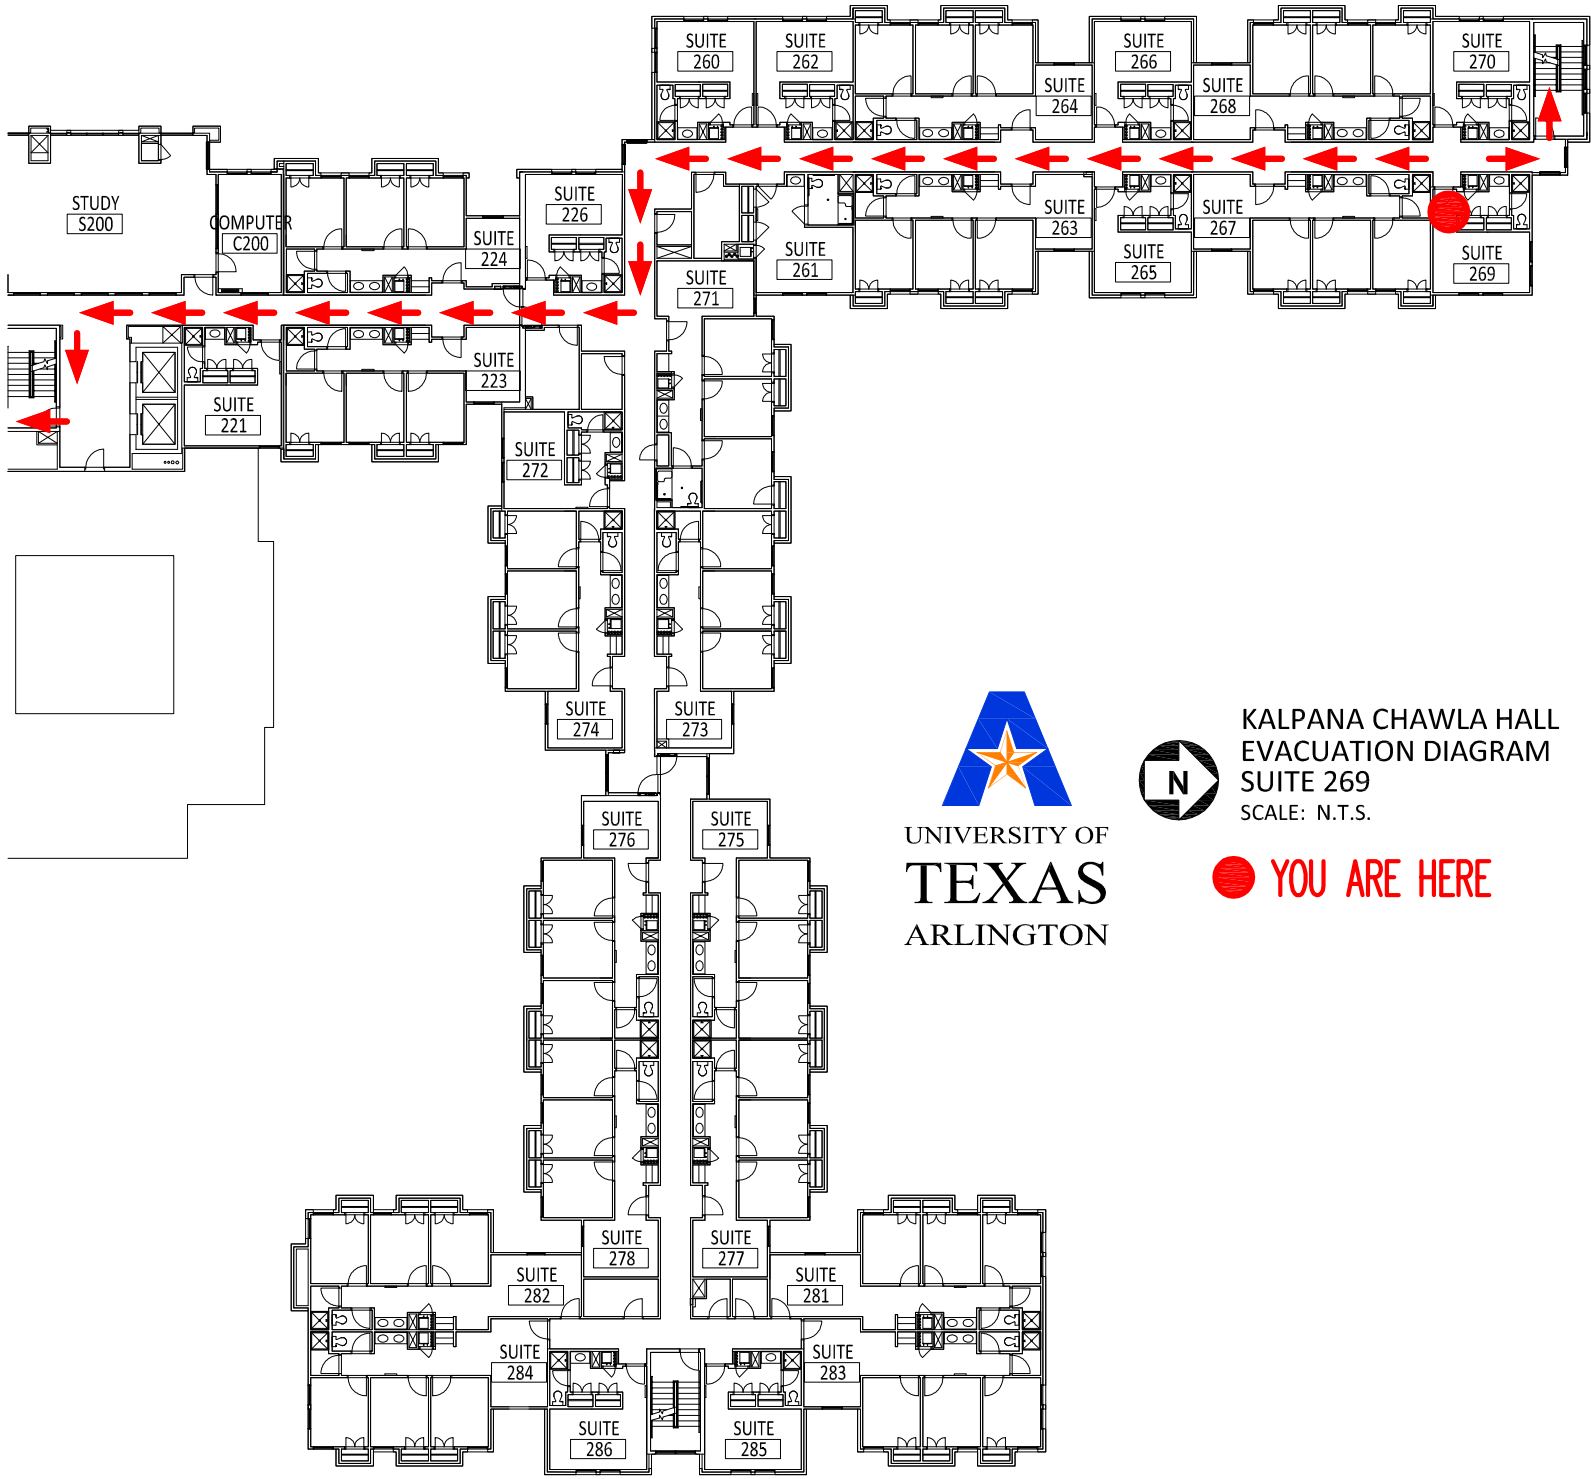 SUITE
260
SUITE
262
SUITE
264
SUITE
266
SUITE
268
SUITE
270
STUDY
S200
COMPUTER
C200
SUITE
224
SUITE
226
SUITE
271
SUITE
261
SUITE
263
SUITE
265
SUITE
267
SUITE
269
SUITE
221
SUITE
223
SUITE
272
SUITE
274
SUITE
273
SUITE
276
SUITE
275
UNIVERSITY OF
TEXAS
ARLINGTON
N
KALPANA CHAWLA HALL
EVACUATION DIAGRAM
SUITE 269
SCALE: N.T.S.
YOU ARE HERE
SUITE
278
SUITE
277
SUITE
282
SUITE
281
SUITE
284
SUITE
283
SUITE
286
SUITE
285